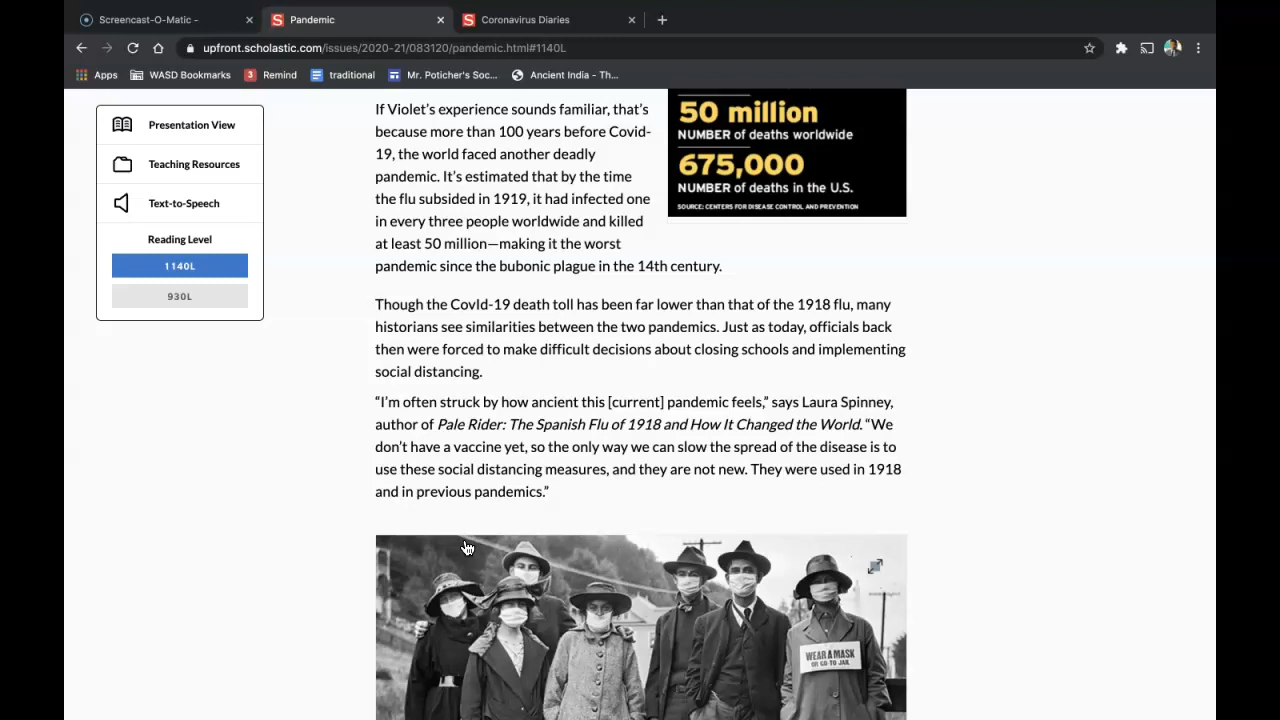 Screencast-O-Matic -
Pandemic
Coronavirus Diaries
upfront.scholastic.com/issues/2020-21/083120/pandemic.html#1140L
Apps
WASD Bookmarks
3 Remind
traditional
Mr. Poticher's Soc...
Ancient India - Th...
Presentation View
Teaching Resources
Text-to-Speech
Reading Level
1140L
930L
If Violet’s experience sounds familiar, that’s
because more than 100 years before Covid-
19, the world faced another deadly
pandemic. It’s estimated that by the time
the flu subsided in 1919, it had infected one
in every three people worldwide and killed
at least 50 million—making it the worst
pandemic since the bubonic plague in the 14th century.
50 million
NUMBER of deaths worldwide
675,000
NUMBER of deaths in the U.S.
SOURCE: CENTERS FOR DISEASE CONTROL AND PREVENTION
Though the CovId-19 death toll has been far lower than that of the 1918 flu, many
historians see similarities between the two pandemics. Just as today, officials back
then were forced to make difficult decisions about closing schools and implementing
social distancing.
“I’m often struck by how ancient this [current] pandemic feels,” says Laura Spinney,
author of Pale Rider: The Spanish Flu of 1918 and How It Changed the World. “We
don’t have a vaccine yet, so the only way we can slow the spread of the disease is to
use these social distancing measures, and they are not new. They were used in 1918
and in previous pandemics.”
WEAR A MASK
OR GO TO JAIL